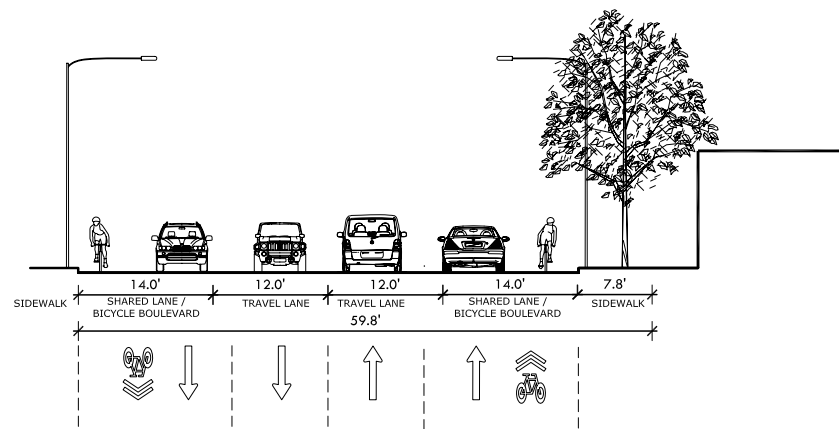 14.0'
12.0'
12.0'
14.0'
7.8'
SIDEWALK
SHARED LANE /
BICYCLE BOULEVARD
TRAVEL LANE
TRAVEL LANE
SHARED LANE /
BICYCLE BOULEVARD
SIDEWALK
59.8'